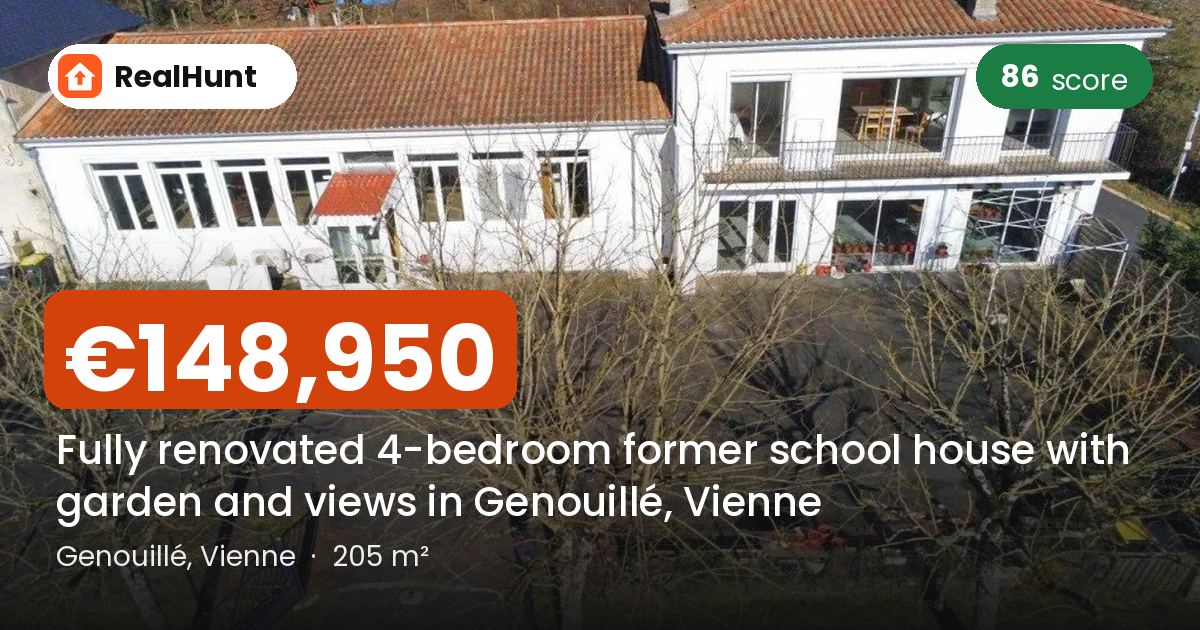 RealHunt
86 score
€148,950
Fully renovated 4-bedroom former school house with
garden and views in Genouillé, Vienne
Genouillé, Vienne · 205 m²